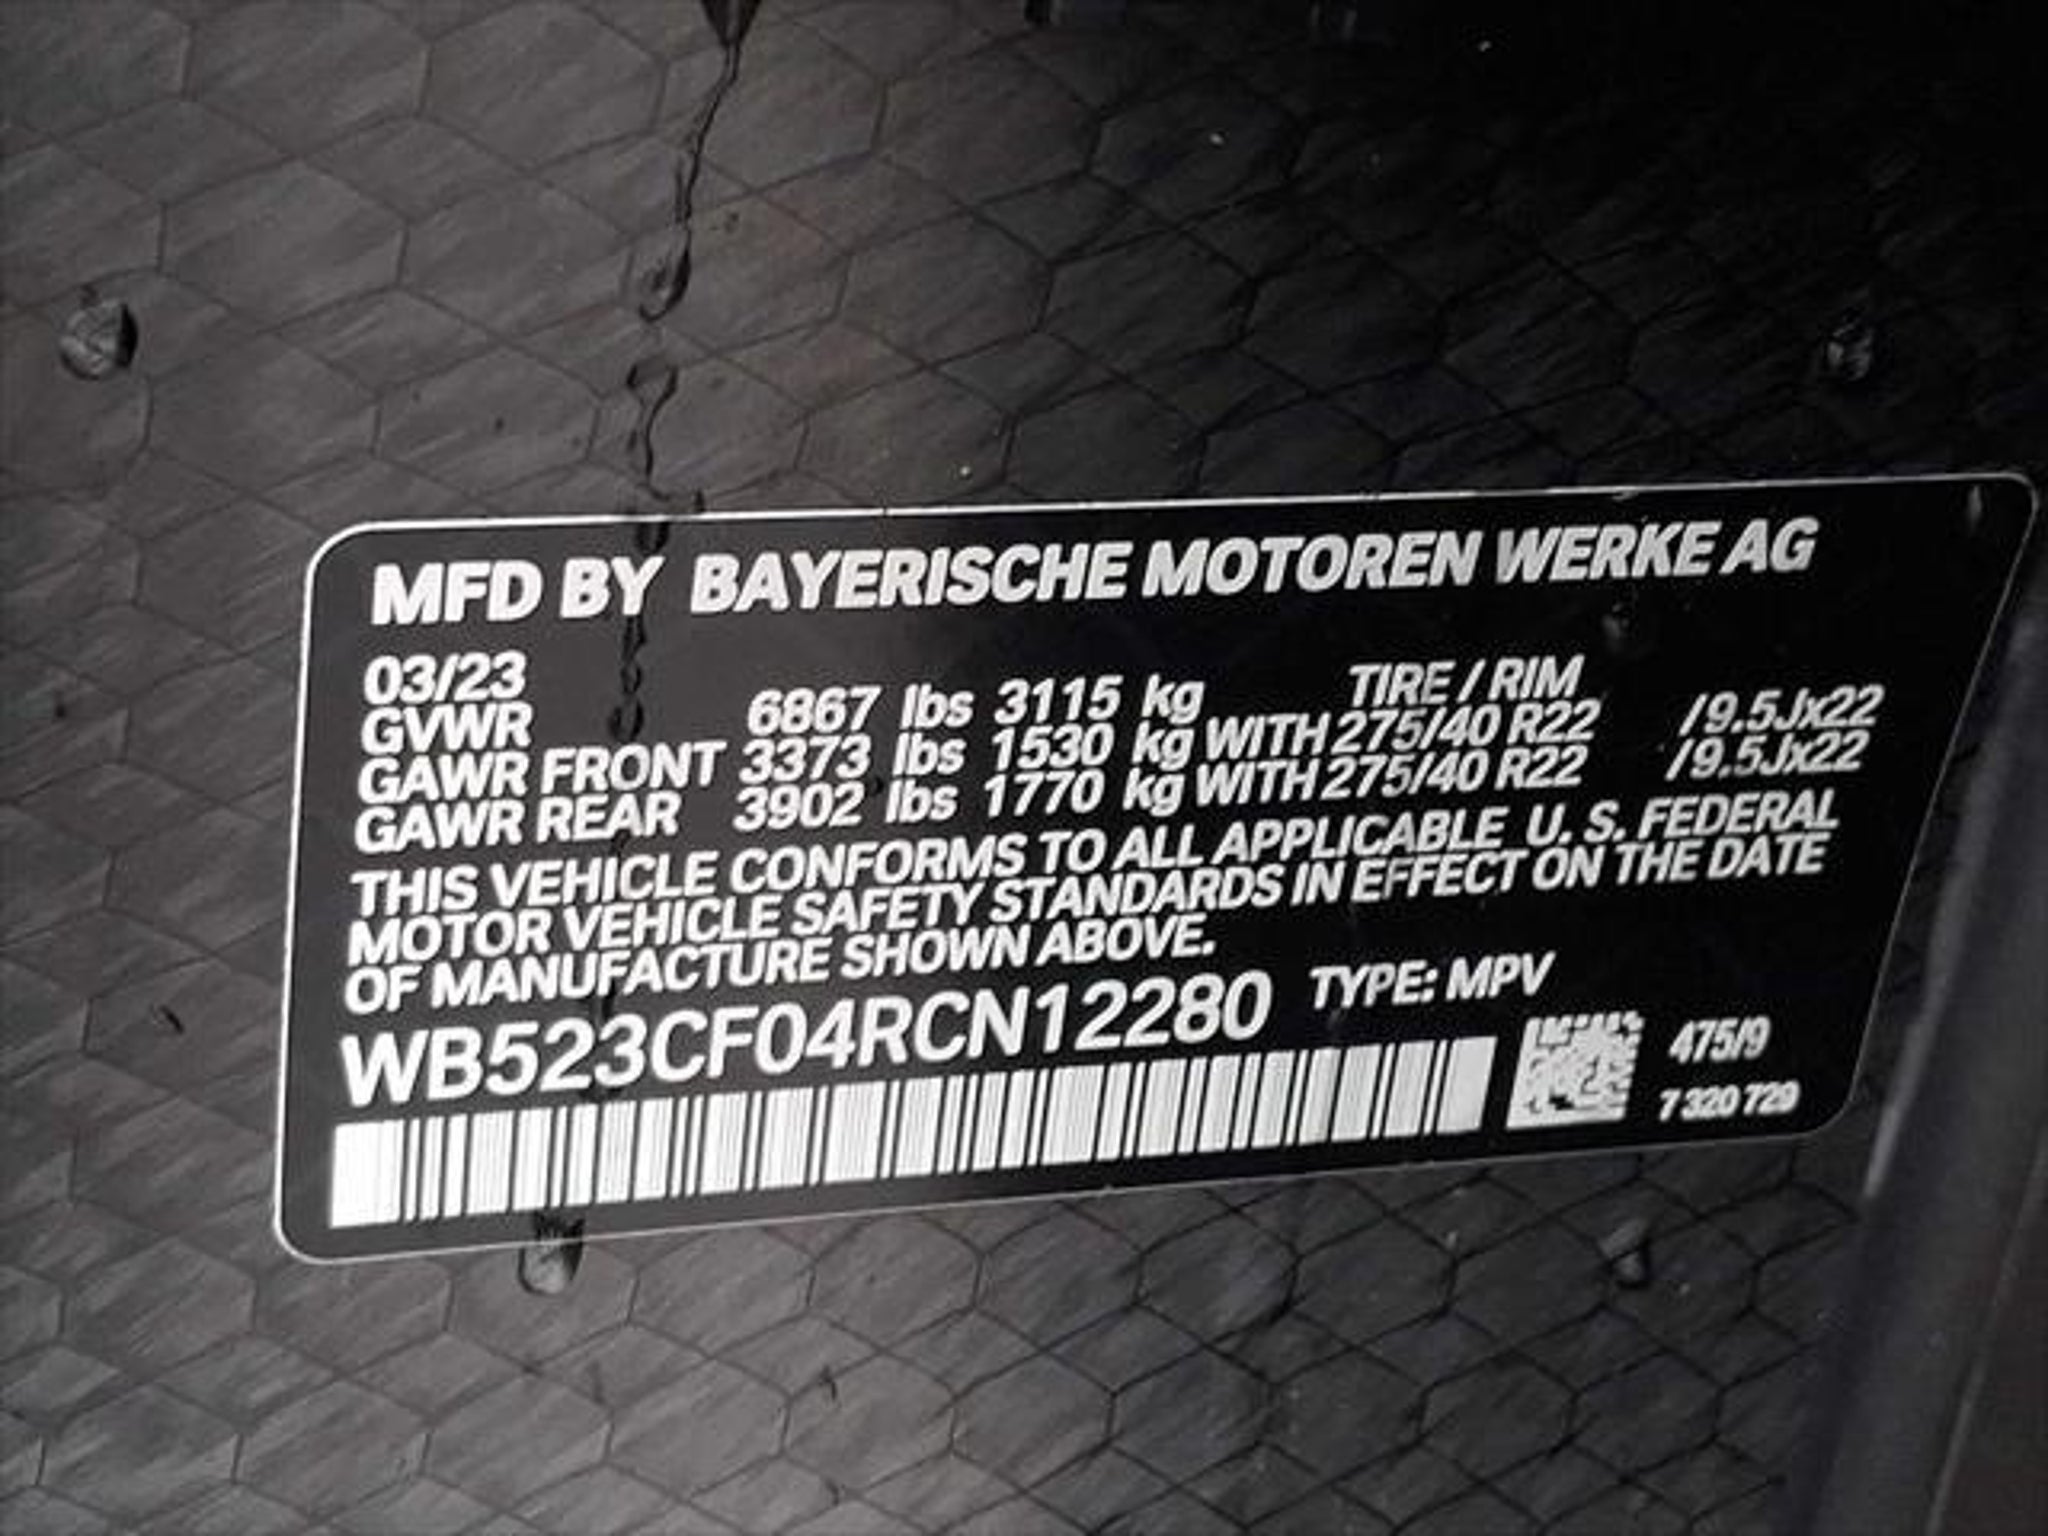 MFD BY BAYERISCHE MOTOREN WERKE AG
03/23 TIRE / RIM
GVWR 6867 lbs 3115 kg
GAWR FRONT 3373 lbs 1530 kg WITH 275/40 R22 /9.5Jx22
GAWR REAR 3902 lbs 1770 kg WITH 275/40 R22 /9.5Jx22
THIS VEHICLE CONFORMS TO ALL APPLICABLE U. S. FEDERAL
MOTOR VEHICLE SAFETY STANDARDS IN EFFECT ON THE DATE
OF MANUFACTURE SHOWN ABOVE.
WB523CF04RCN12280 TYPE: MPV
475/9
7 320 729